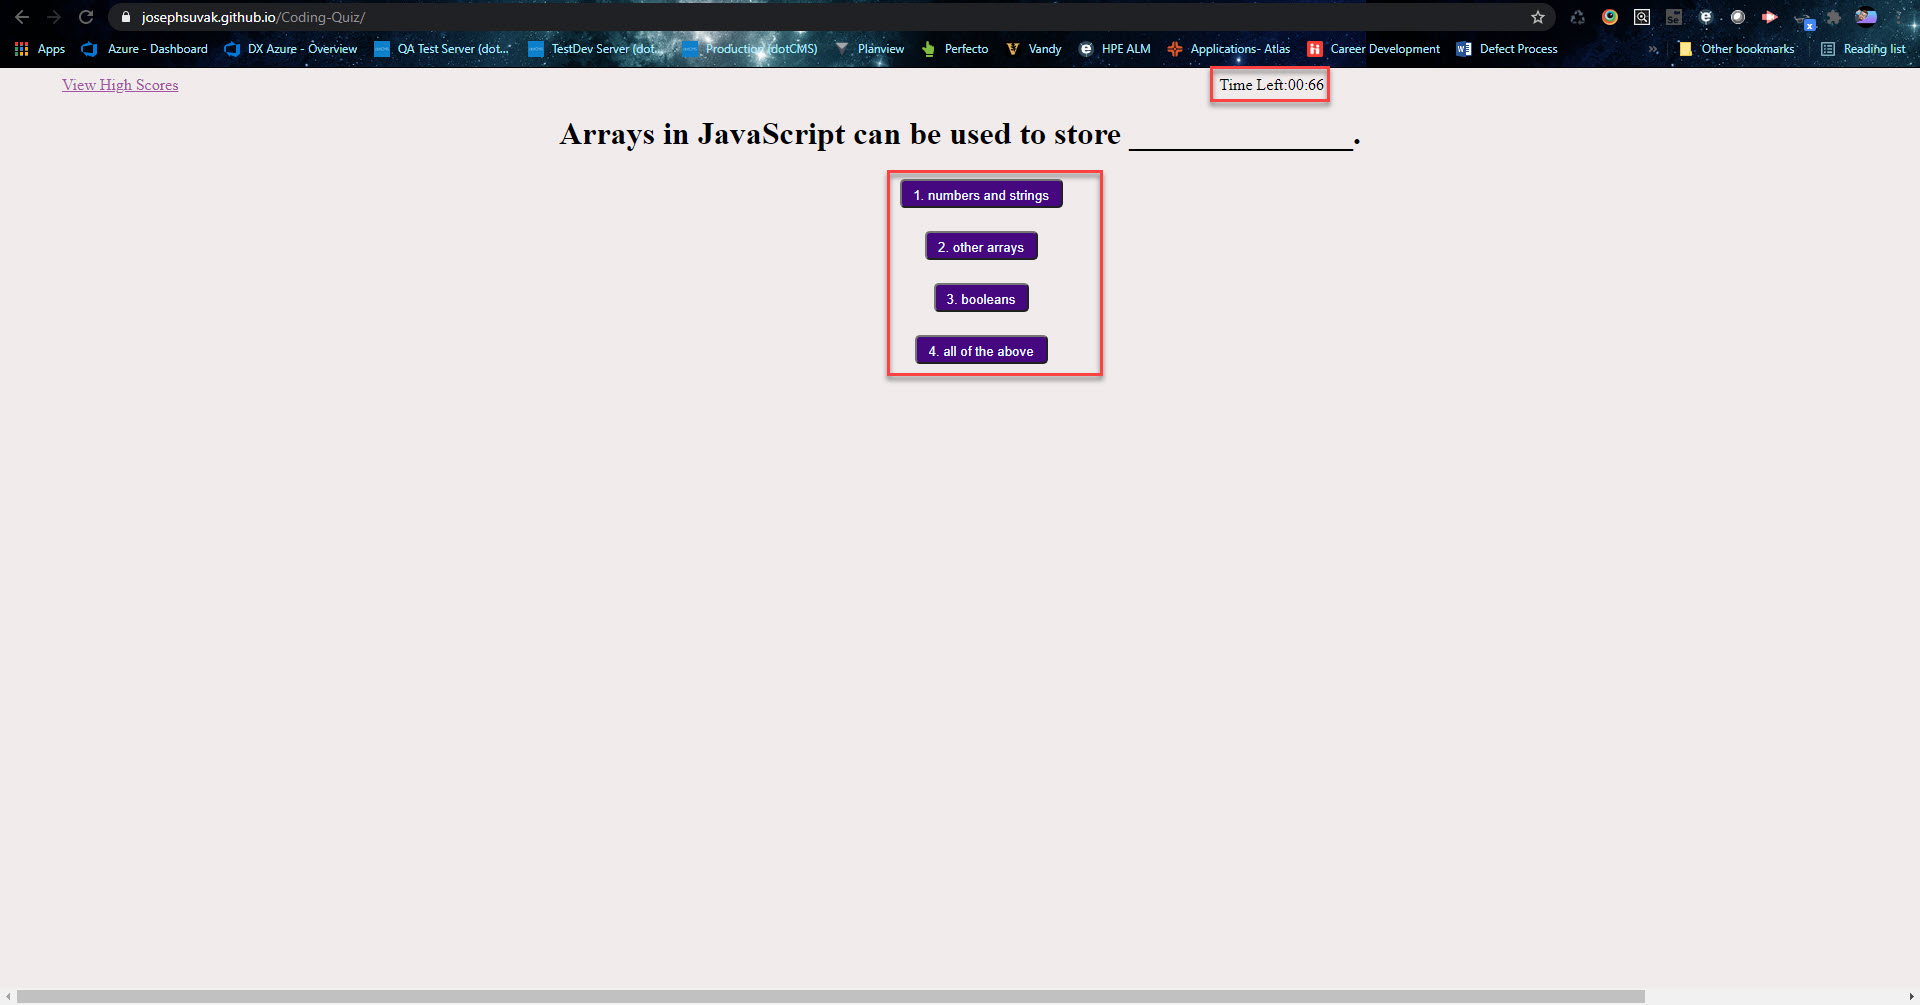 josephsuvak.github.io/Coding-Quiz/
Apps Azure - Dashboard DX Azure - Overview QA Test Server (dot... TestDev Server (dot... Production (dotCMS) Planview Perfecto Vandy HPE ALM Applications- Atlas Career Development Defect Process » Other bookmarks Reading list
View High Scores Time Left:00:66
Arrays in JavaScript can be used to store _______________.
1. numbers and strings
2. other arrays
3. booleans
4. all of the above